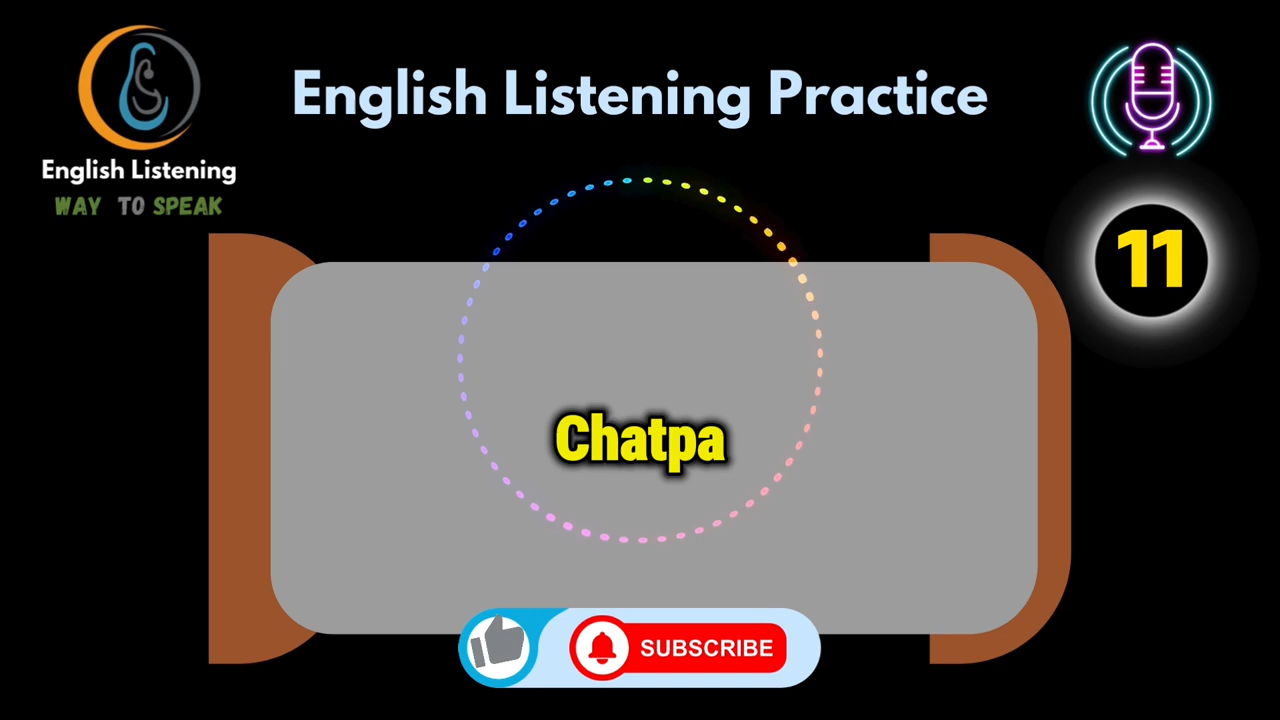 English Listening Practice
English Listening
WAY TO SPEAK
11
Chatpa
SUBSCRIBE